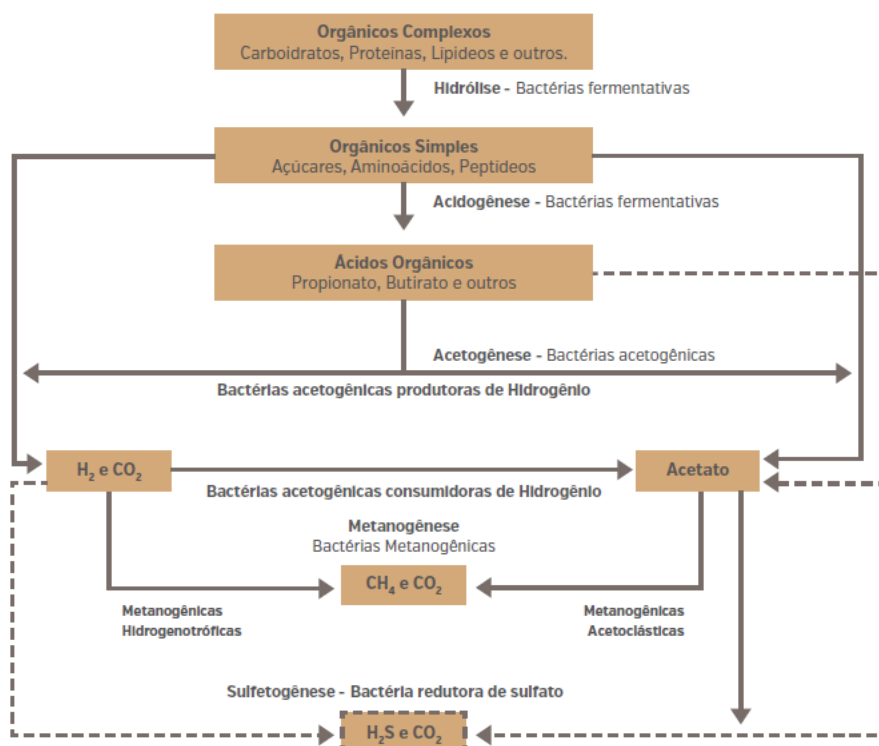 Orgânicos Complexos
Carboidratos, Proteínas, Lipídeos e outros.
Hidrólise - Bactérias fermentativas
Orgânicos Simples
Açúcares, Aminoácidos, Peptídeos
Acidogênese - Bactérias fermentativas
Ácidos Orgânicos
Propionato, Butirato e outros
Acetogênese - Bactérias acetogênicas
Bactérias acetogênicas produtoras de Hidrogênio
H₂ e CO₂
Acetato
Bactérias acetogênicas consumidoras de Hidrogênio
Metanogênese
Bactérias Metanogênicas
CH₄ e CO₂
Metanogênicas
Hidrogenotróficas
Metanogênicas
Acetoclásticas
Sulfetogênese - Bactéria redutora de sulfato
H₂S e CO₂